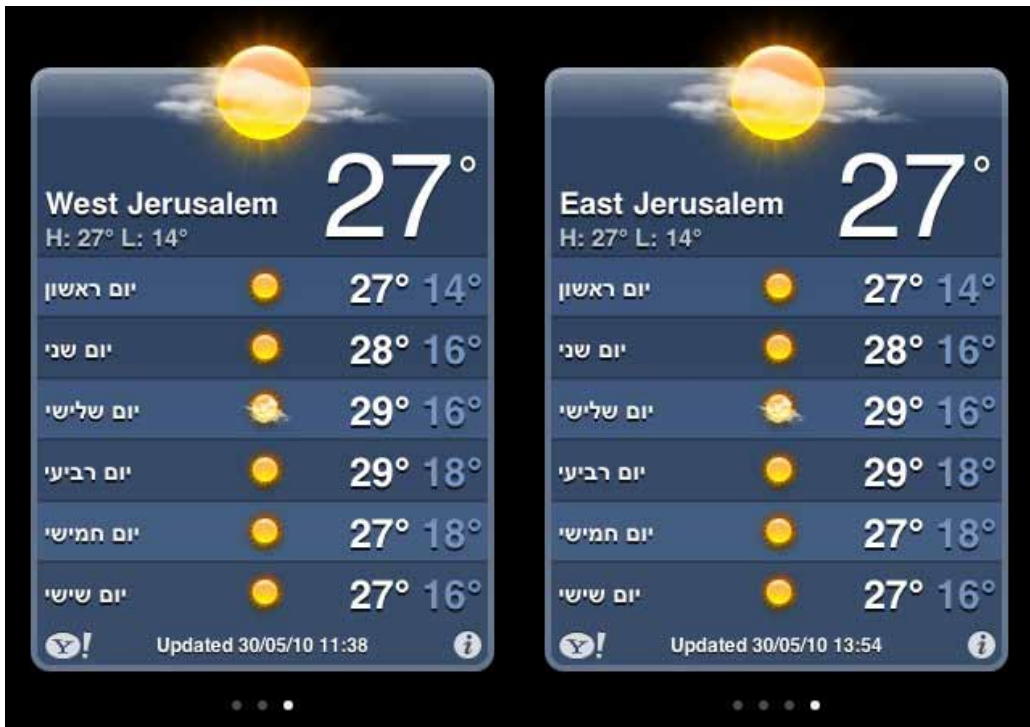 27°
West Jerusalem
H: 27° L: 14°
יום ראשון 27° 14°
יום שני 28° 16°
יום שלישי 29° 16°
יום רביעי 29° 18°
יום חמישי 27° 18°
יום שישי 27° 16°
Y! Updated 30/05/10 11:38 i
27°
East Jerusalem
H: 27° L: 14°
יום ראשון 27° 14°
יום שני 28° 16°
יום שלישי 29° 16°
יום רביעי 29° 18°
יום חמישי 27° 18°
יום שישי 27° 16°
Y! Updated 30/05/10 13:54 i